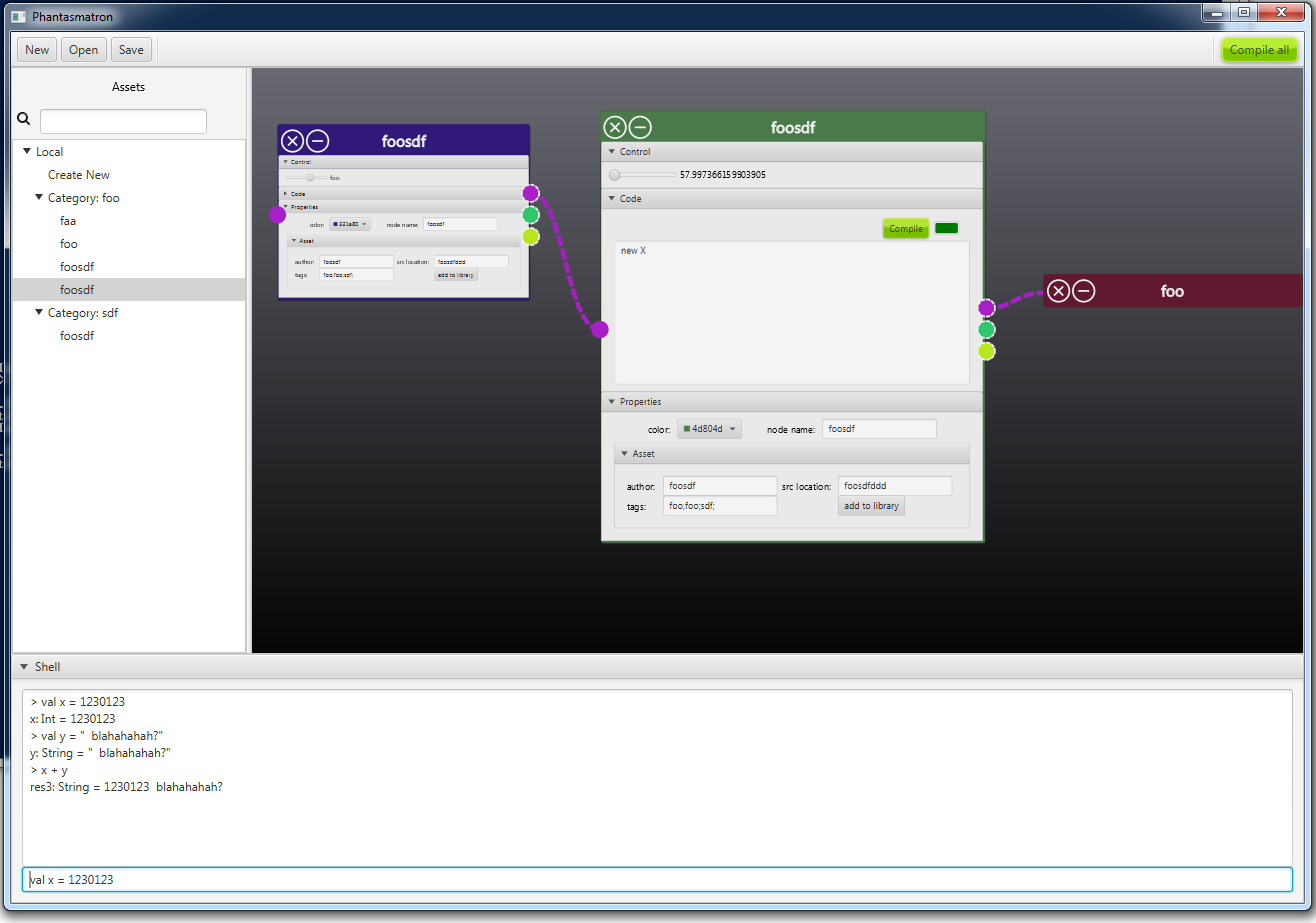 Phantasmatron
New Open Save Compile all
Assets
Local
Create New
Category: foo
faa
foo
foosdf
foosdf
Category: sdf
foosdf
foosdf
Control
foo
Code
Properties
color: 321a80 node name: foosdf
Asset
author: foosdf src location: foosdfddd
tags: foo;foo;sdf; add to library
foosdf
Control
57.997366159903905
Code
Compile
new X
Properties
color: 4d804d node name: foosdf
Asset
author: foosdf src location: foosdfddd
tags: foo;foo;sdf; add to library
foo
Shell
> val x = 1230123
x: Int = 1230123
> val y = "  blahahahah?"
y: String = "  blahahahah?"
> x + y
res3: String = 1230123  blahahahah?
val x = 1230123